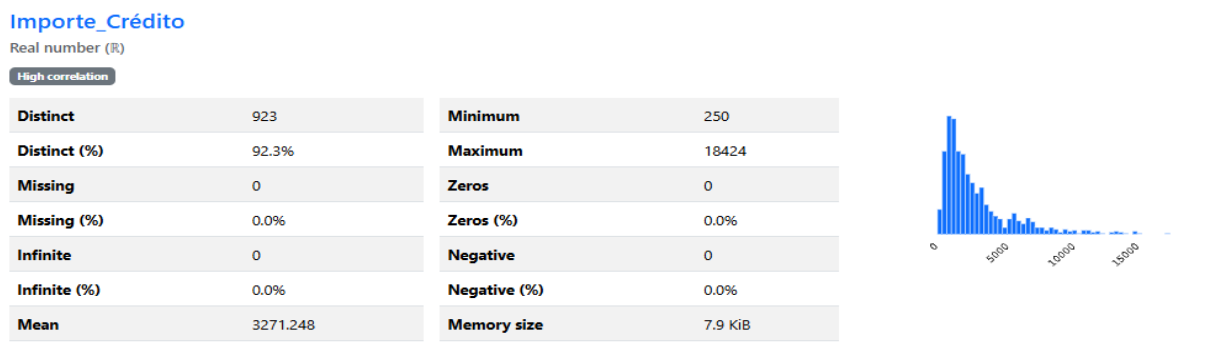 Importe_Crédito
Real number (ℝ)
High correlation
Distinct 923
Distinct (%) 92.3%
Missing 0
Missing (%) 0.0%
Infinite 0
Infinite (%) 0.0%
Mean 3271.248
Minimum 250
Maximum 18424
Zeros 0
Zeros (%) 0.0%
Negative 0
Negative (%) 0.0%
Memory size 7.9 KiB
0 5000 10000 15000